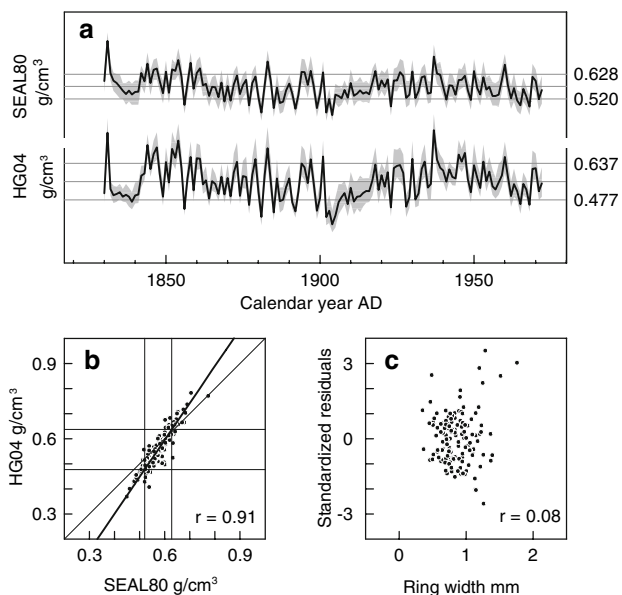 a
SEAL80
g/cm³
0.628
0.520
HG04
g/cm³
0.637
0.477
1850 1900 1950
Calendar year AD
b
HG04 g/cm³
0.9
0.6
0.3
r = 0.91
0.3 0.6 0.9
SEAL80 g/cm³
c
Standardized residuals
3
0
-3
r = 0.08
0 1 2
Ring width mm